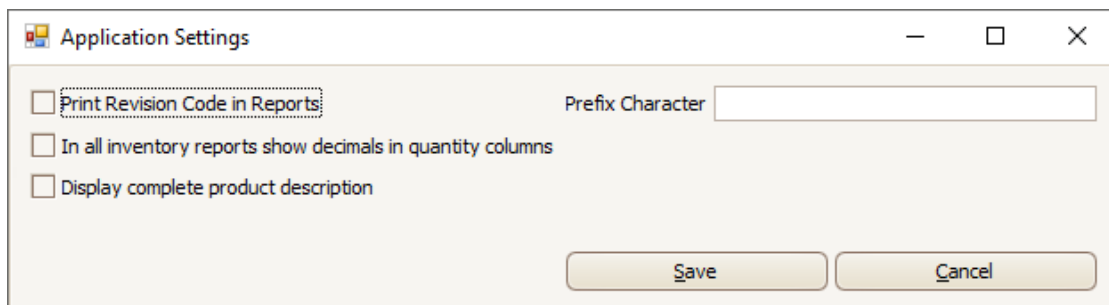 Application Settings
Print Revision Code in Reports
Prefix Character
In all inventory reports show decimals in quantity columns
Display complete product description
Save
Cancel